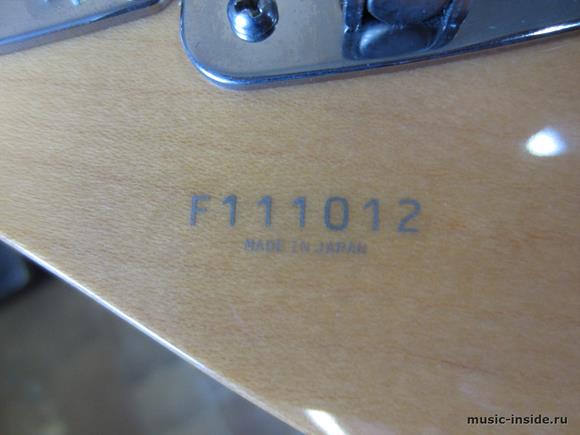 F111012
MADE IN JAPAN
music-inside.ru